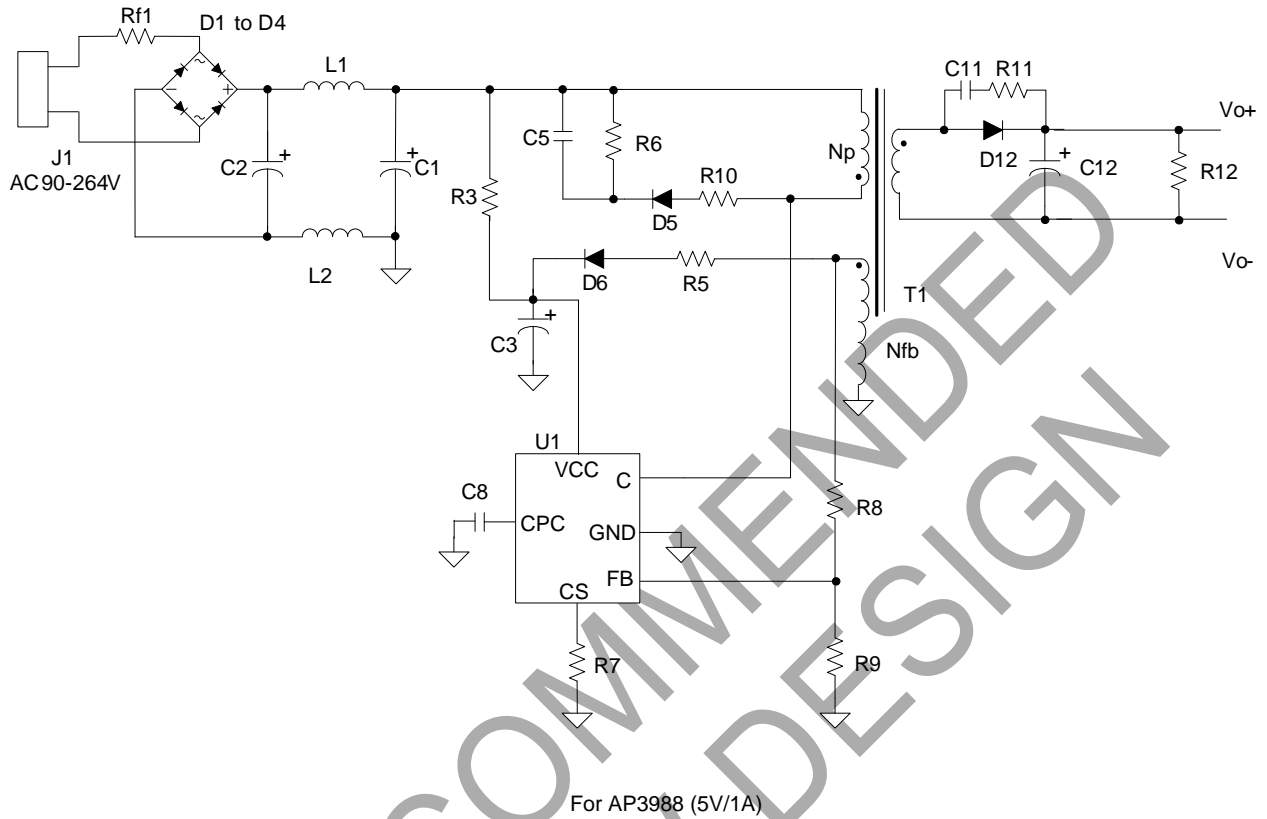 Rf1
D1 to D4
L1
C11
R11
Vo+
J1
AC 90-264V
C2
C1
C5
R6
Np
D12
C12
R12
R3
R10
D5
L2
D6
R5
T1
Vo-
C3
Nfb
U1
VCC
C
C8
CPC
GND
R8
FB
CS
R7
R9
COMMENDED
DESIGN
For AP3988 (5V/1A)